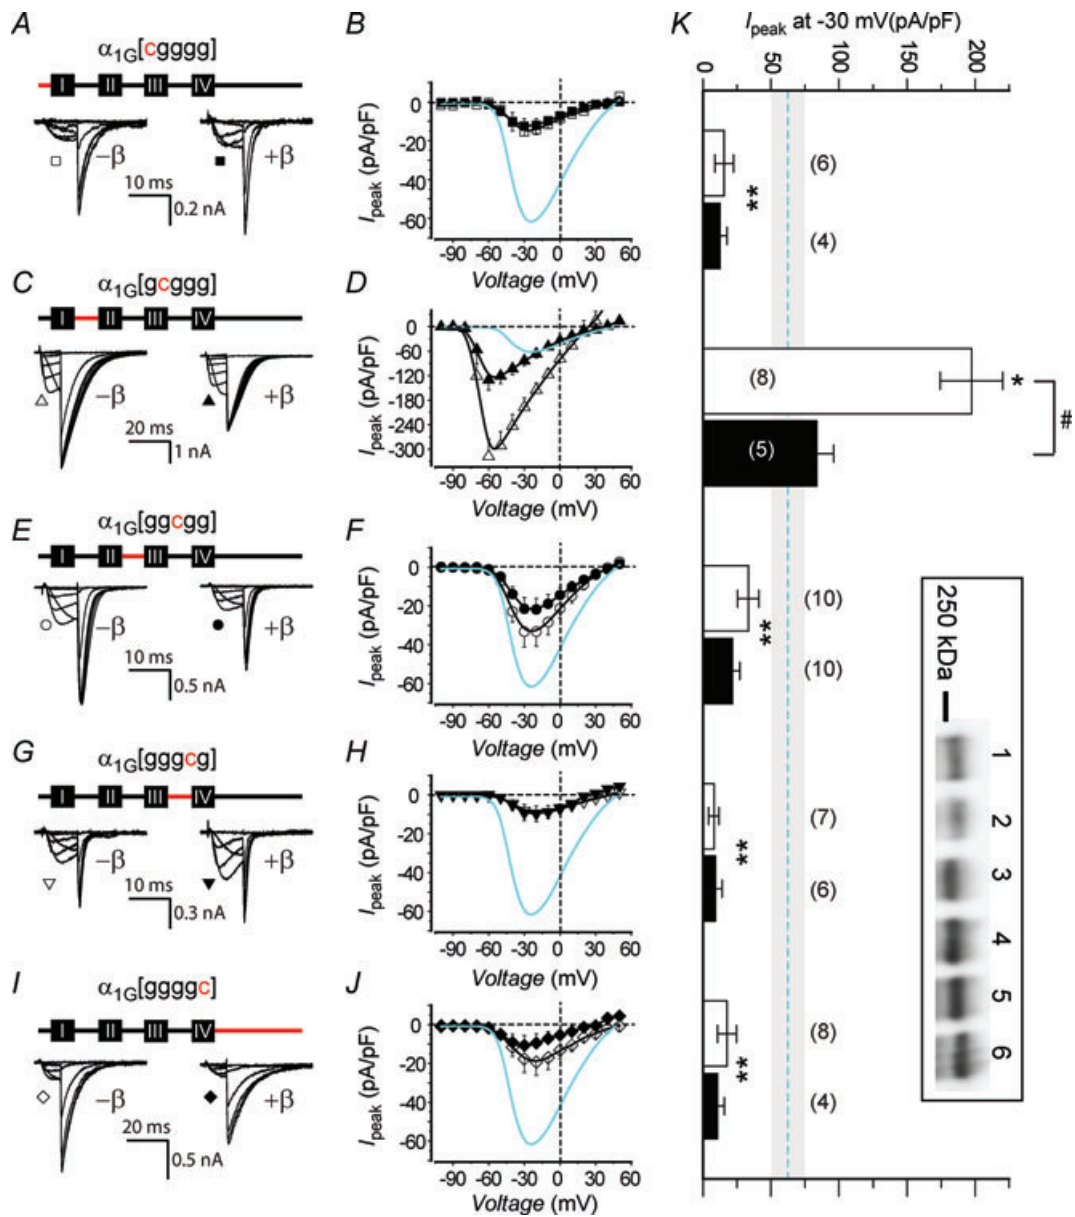 A
α1G[cgggg]
I II III IV
−β
+β
10 ms
0.2 nA
B
0
-20
-40
-60
Ipeak (pA/pF)
-90 -60 -30 0 30 60
Voltage (mV)
C
α1G[gcggg]
I II III IV
−β
+β
20 ms
1 nA
D
0
-60
-120
-180
-240
-300
Ipeak (pA/pF)
-90 -60 -30 0 30 60
Voltage (mV)
E
α1G[ggcgg]
I II III IV
−β
+β
10 ms
0.5 nA
F
0
-20
-40
-60
Ipeak (pA/pF)
-90 -60 -30 0 30 60
Voltage (mV)
G
α1G[gggcg]
I II III IV
−β
+β
10 ms
0.3 nA
H
0
-20
-40
-60
Ipeak (pA/pF)
-90 -60 -30 0 30 60
Voltage (mV)
I
α1G[ggggc]
I II III IV
−β
+β
20 ms
0.5 nA
J
0
-20
-40
-60
Ipeak (pA/pF)
-90 -60 -30 0 30 60
Voltage (mV)
K
Ipeak at -30 mV(pA/pF)
0 50 100 150 200
(6)
**
(4)
(8)
*
#
(5)
(10)
**
(10)
(7)
**
(6)
(8)
**
(4)
250 kDa
1 2 3 4 5 6